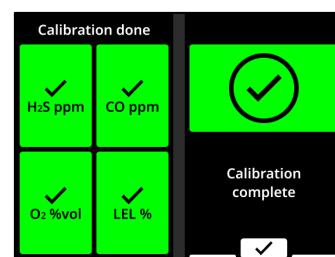 Calibration done
H2S ppm
CO ppm
O2 %vol
LEL %
Calibration
complete